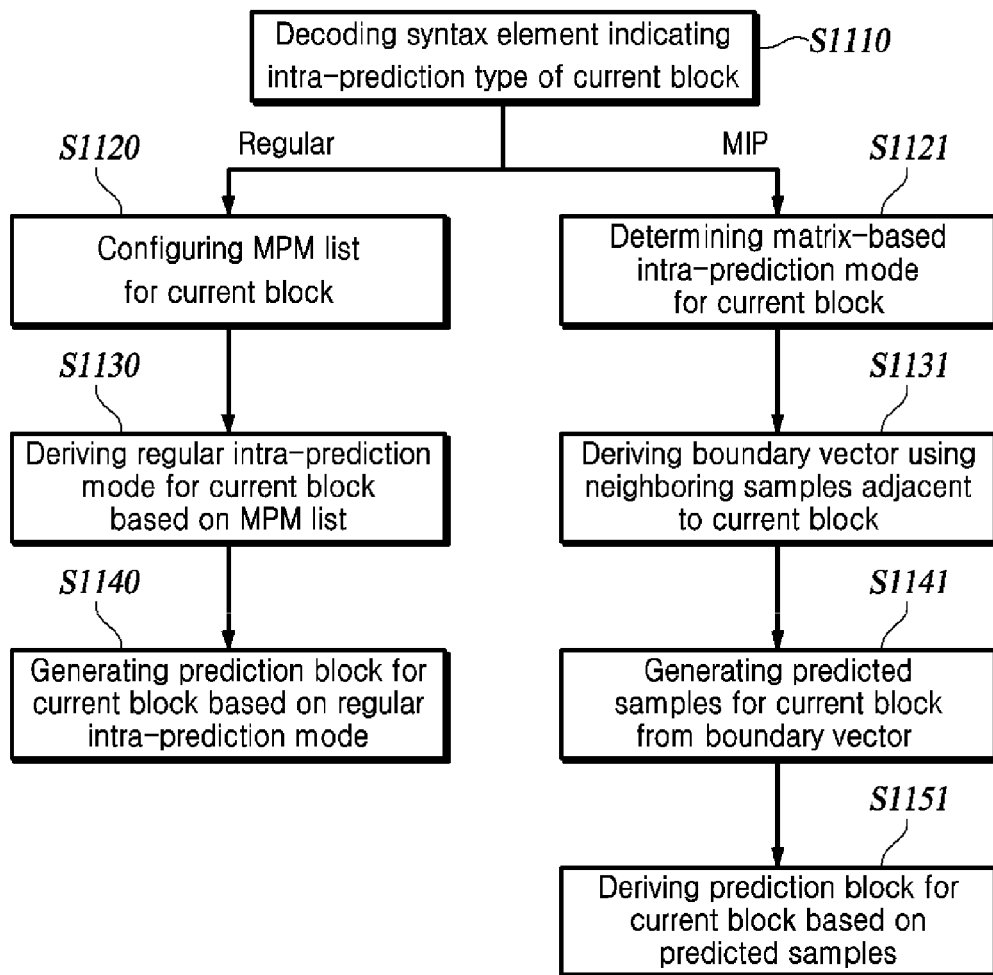 Decoding syntax element indicating
intra-prediction type of current block
S1110
Regular
MIP
S1120
S1121
Configuring MPM list
for current block
Determining matrix-based
intra-prediction mode
for current block
S1130
S1131
Deriving regular intra-prediction
mode for current block
based on MPM list
Deriving boundary vector using
neighboring samples adjacent
to current block
S1140
S1141
Generating prediction block for
current block based on regular
intra-prediction mode
Generating predicted
samples for current block
from boundary vector
S1151
Deriving prediction block for
current block based on
predicted samples